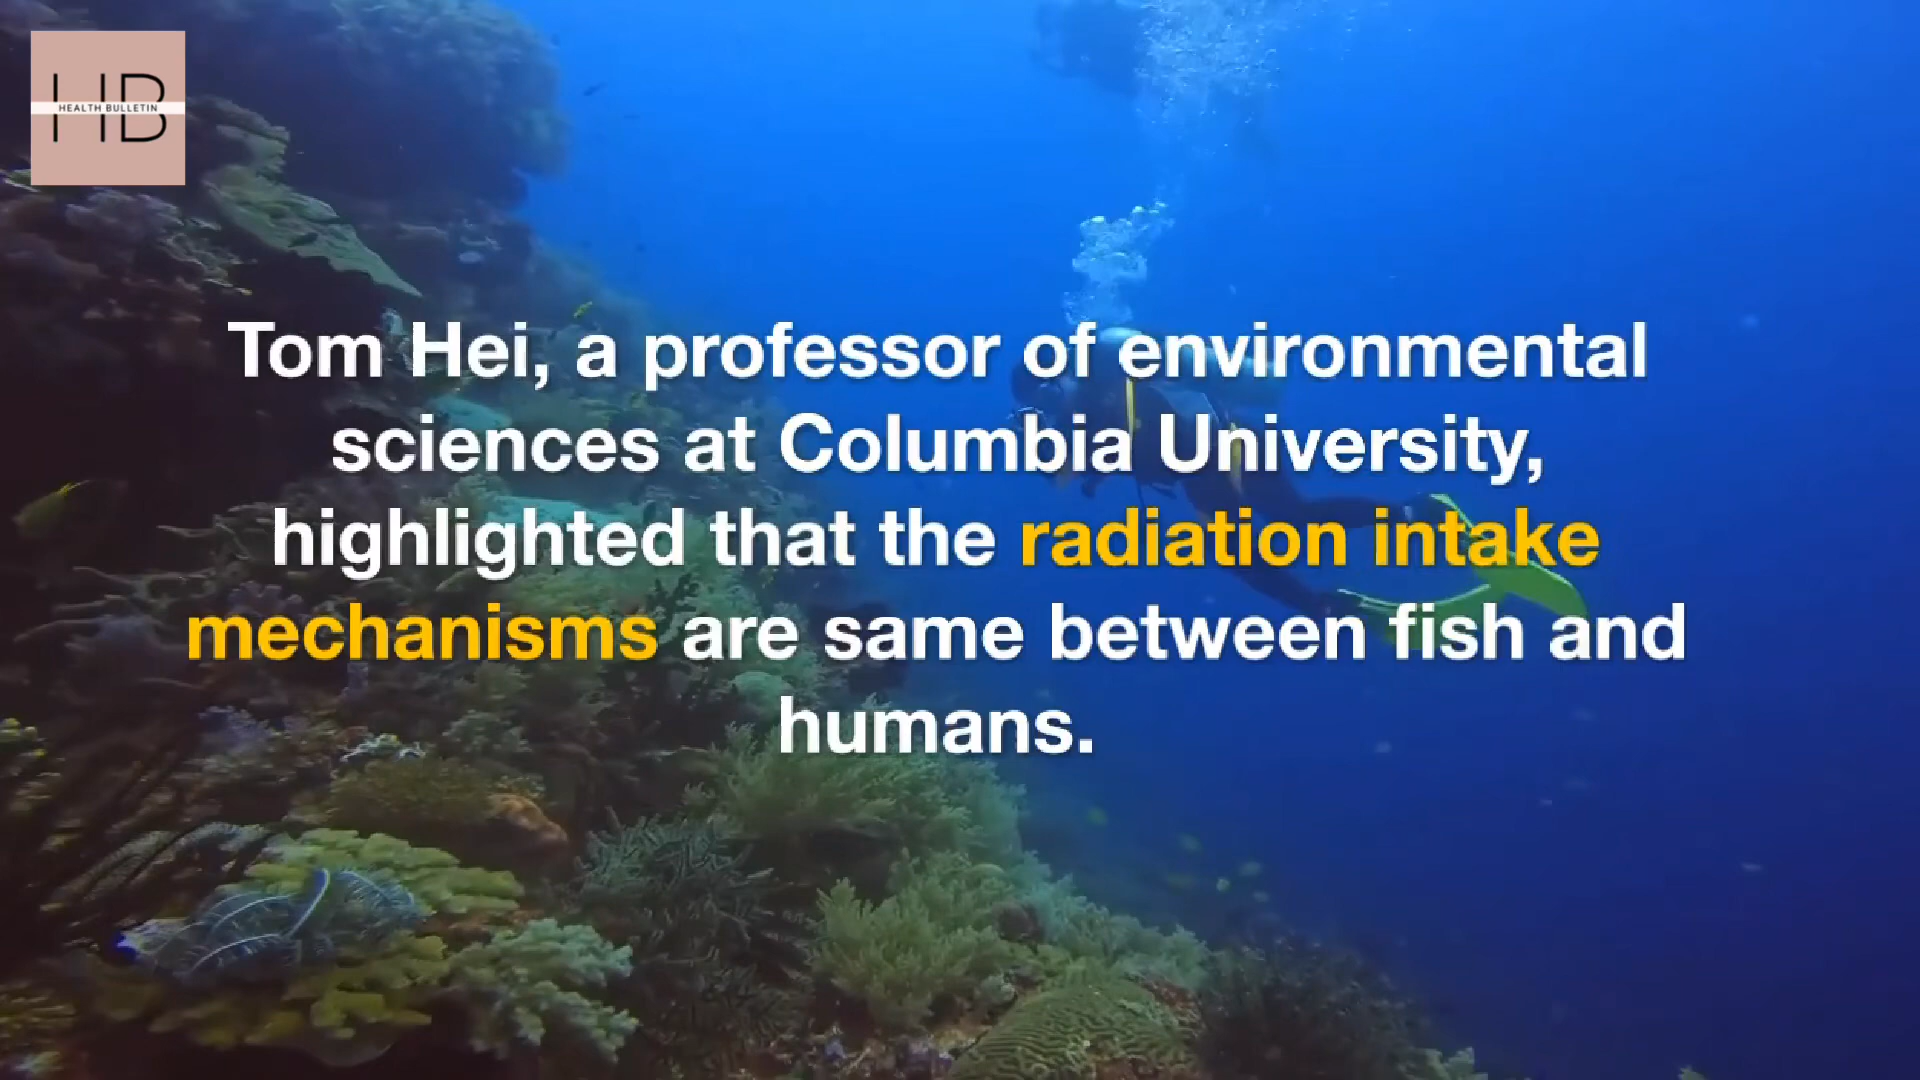 HB
HEALTH BULLETIN
Tom Hei, a professor of environmental
sciences at Columbia University,
highlighted that the radiation intake
mechanisms are same between fish and
humans.